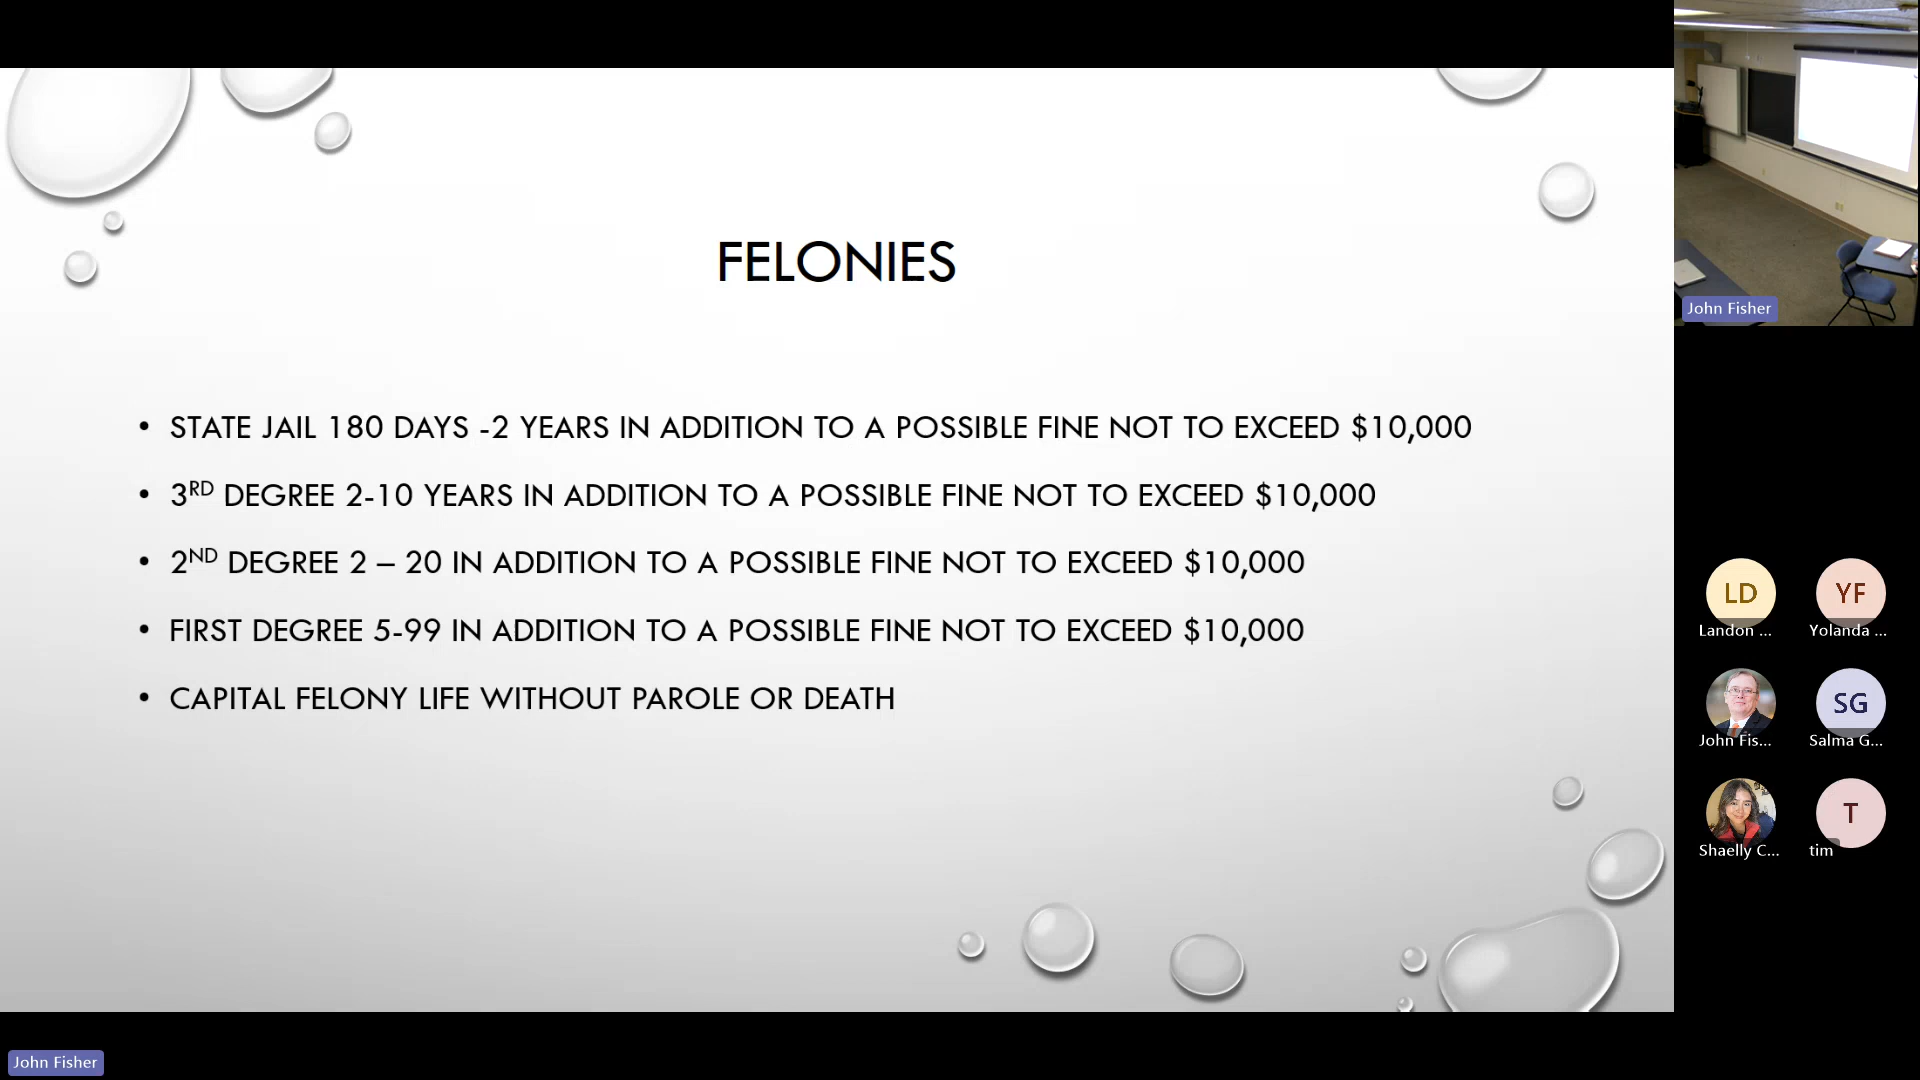 FELONIES
• STATE JAIL 180 DAYS -2 YEARS IN ADDITION TO A POSSIBLE FINE NOT TO EXCEED $10,000
• 3RD DEGREE 2-10 YEARS IN ADDITION TO A POSSIBLE FINE NOT TO EXCEED $10,000
• 2ND DEGREE 2 – 20 IN ADDITION TO A POSSIBLE FINE NOT TO EXCEED $10,000
• FIRST DEGREE 5-99 IN ADDITION TO A POSSIBLE FINE NOT TO EXCEED $10,000
• CAPITAL FELONY LIFE WITHOUT PAROLE OR DEATH
John Fisher
LD YF
Landon ... Yolanda ...
SG
John Fis... Salma G...
T
Shaelly C... tim
John Fisher